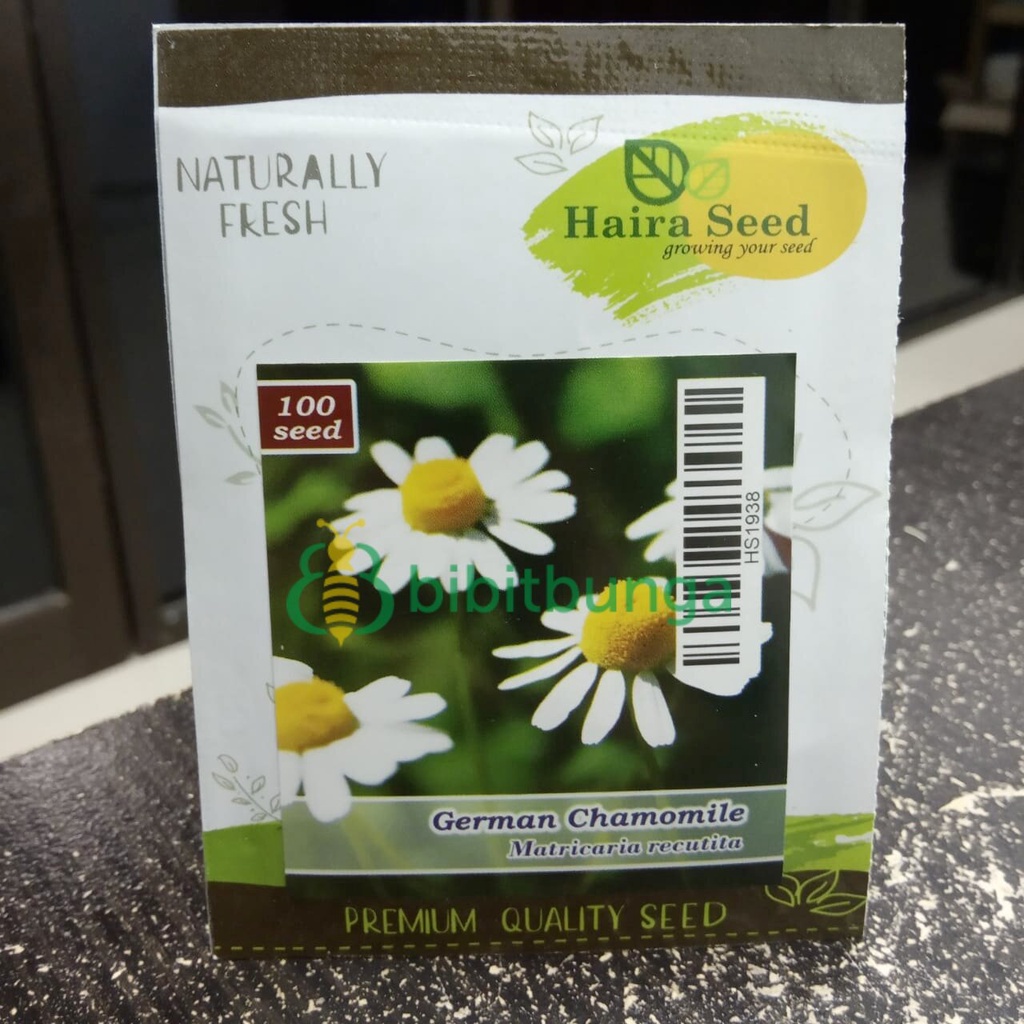 NATURALLY
FRESH
Haira Seed
growing your seed
100
seed
HS1938
bibitbunga
German Chamomile
Matricaria recutita
PREMIUM QUALITY SEED